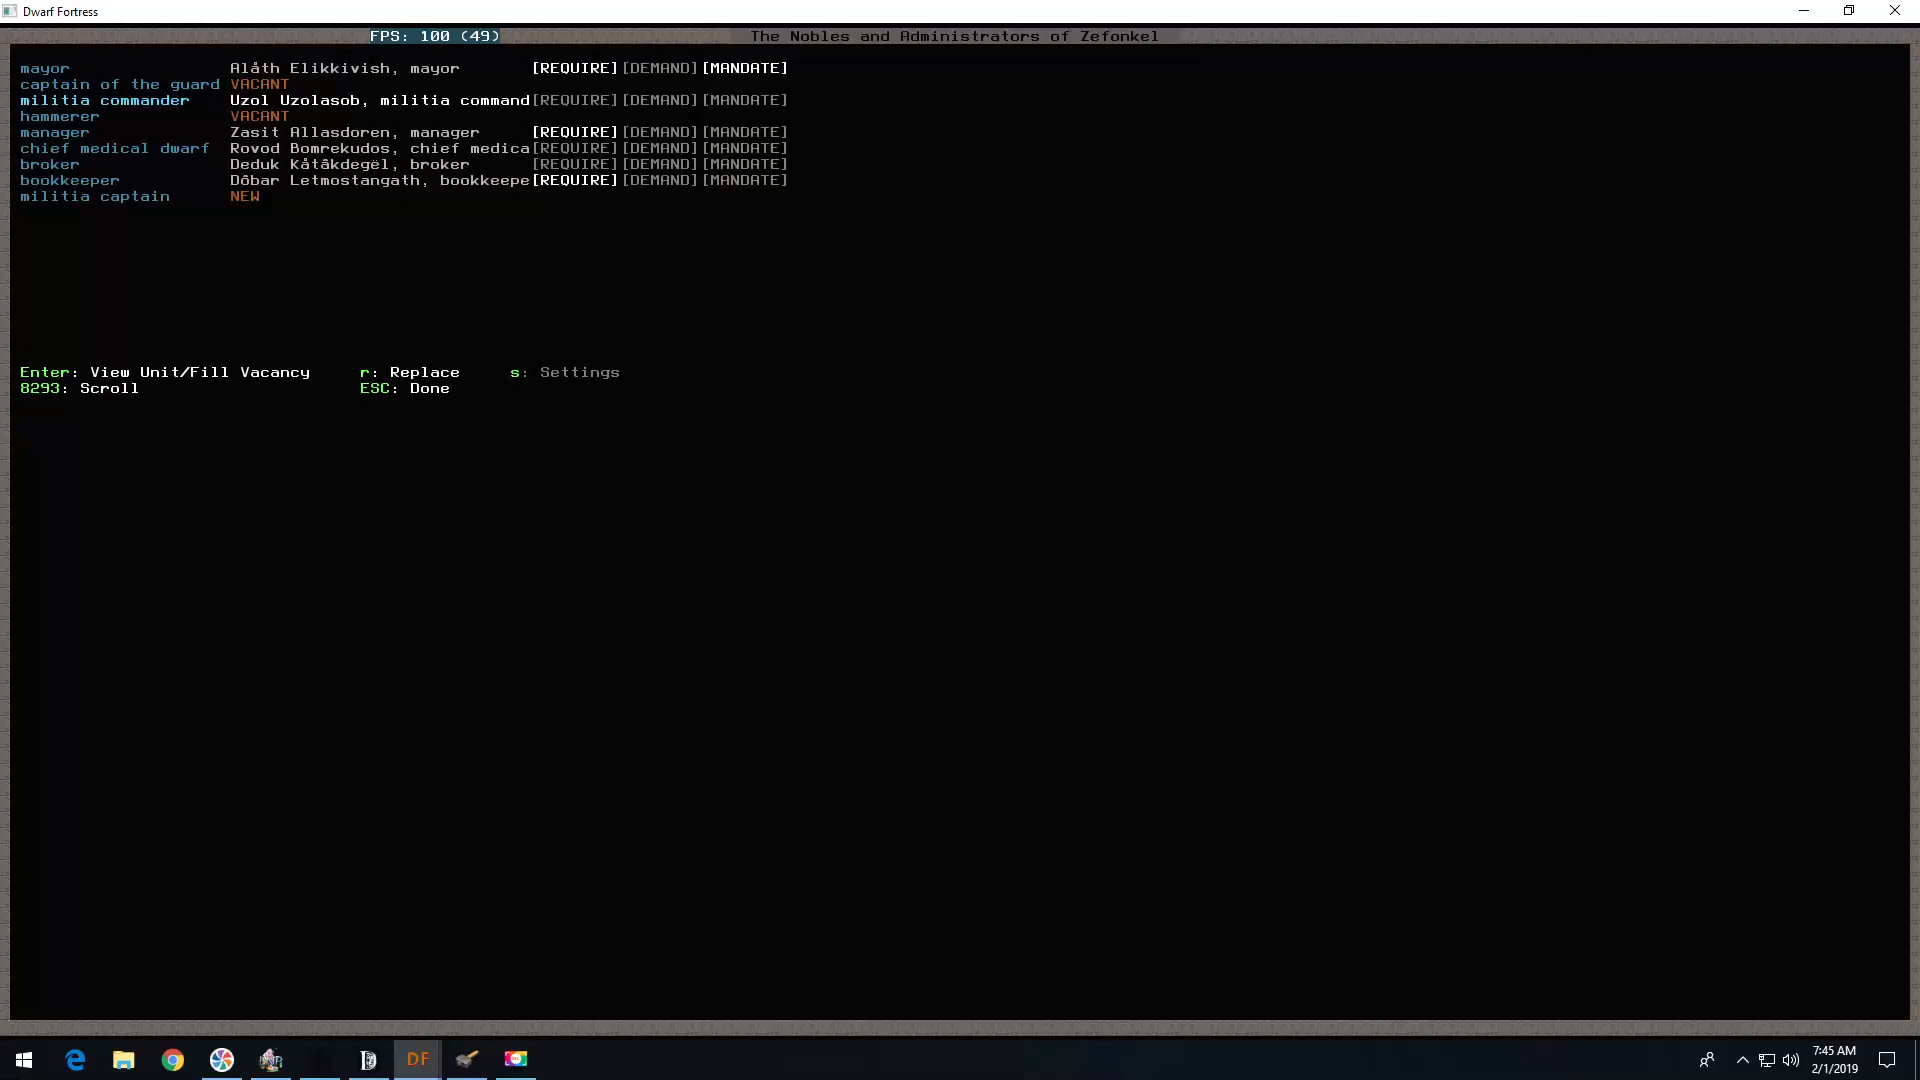 Dwarf Fortress
FPS: 100 (49) The Nobles and Administrators of Zefonkel
mayor Alåth Elikkivish, mayor [REQUIRE][DEMAND][MANDATE]
captain of the guard VACANT
militia commander Uzol Uzolasob, militia command[REQUIRE][DEMAND][MANDATE]
hammerer VACANT
manager Zasit Allasdoren, manager [REQUIRE][DEMAND][MANDATE]
chief medical dwarf Rovod Bomrekudos, chief medica[REQUIRE][DEMAND][MANDATE]
broker Deduk Kåtâkdegël, broker [REQUIRE][DEMAND][MANDATE]
bookkeeper Dôbar Letmostangath, bookkeepe[REQUIRE][DEMAND][MANDATE]
militia captain NEW
Enter: View Unit/Fill Vacancy r: Replace s: Settings
8293: Scroll ESC: Done
DF
7:45 AM
2/1/2019